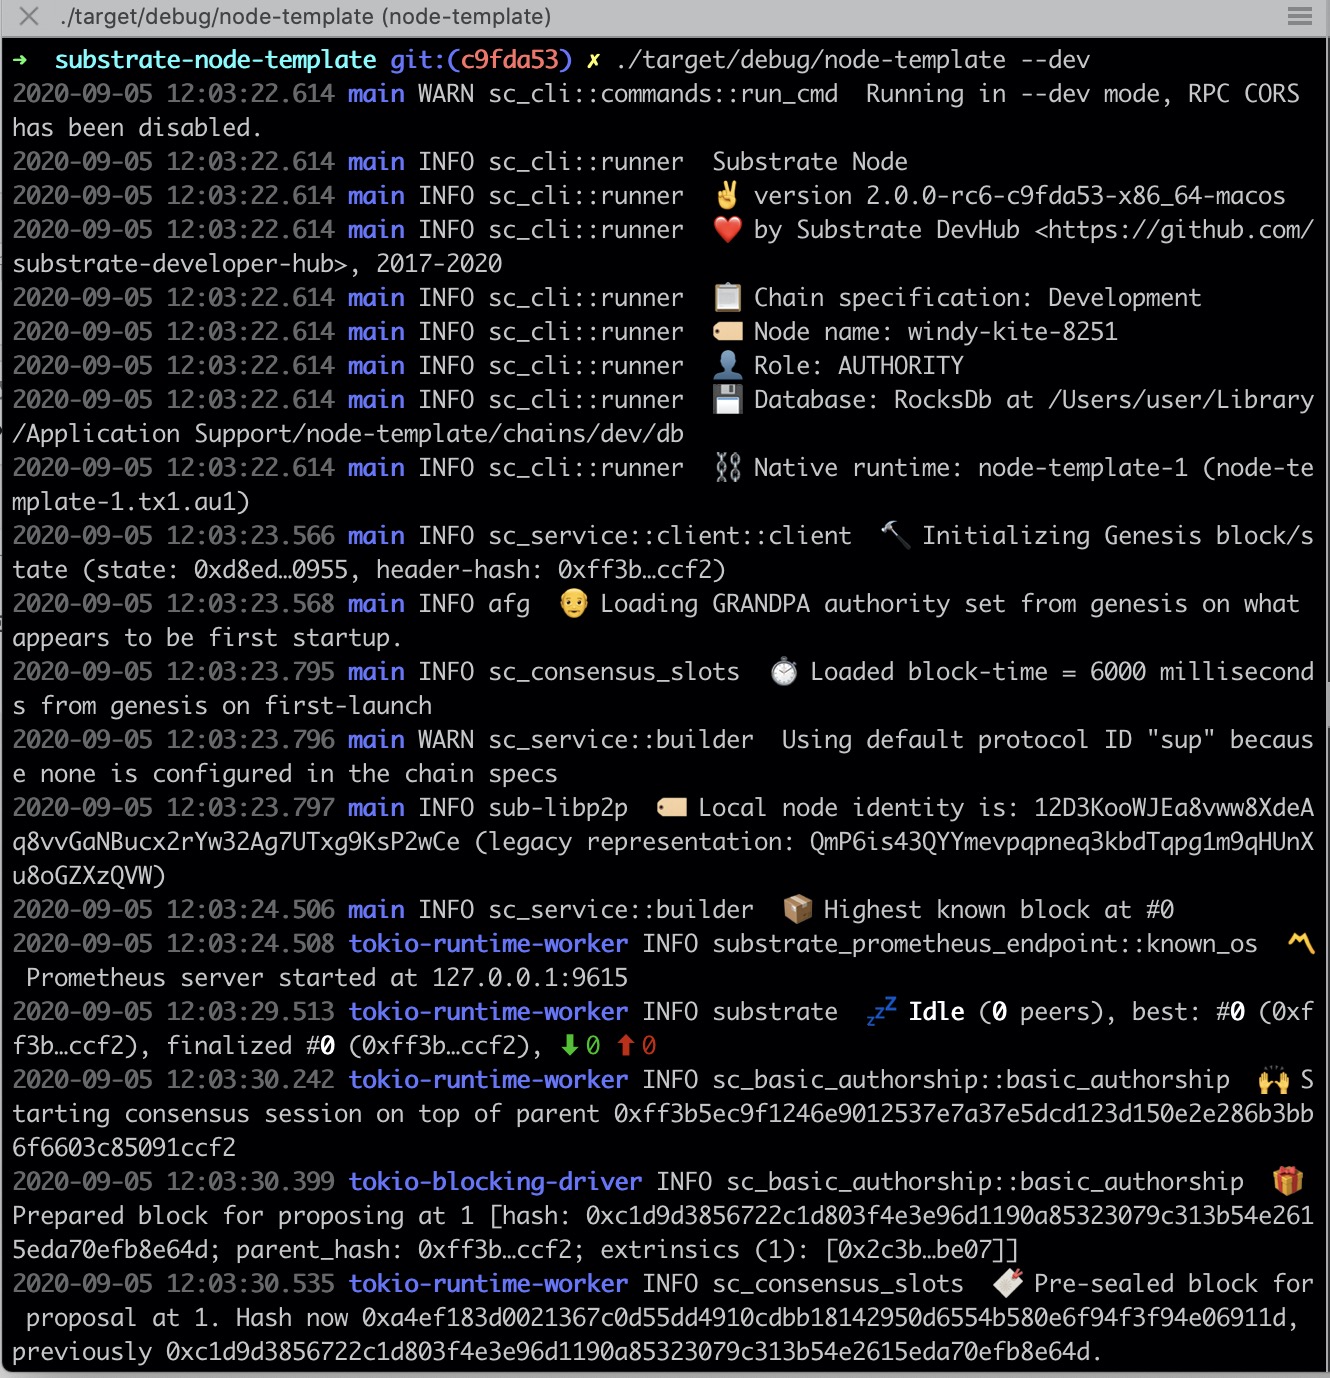 ./target/debug/node-template (node-template)
➜  substrate-node-template git:(c9fda53) ✗ ./target/debug/node-template --dev
2020-09-05 12:03:22.614 main WARN sc_cli::commands::run_cmd  Running in --dev mode, RPC CORS
has been disabled.
2020-09-05 12:03:22.614 main INFO sc_cli::runner  Substrate Node
2020-09-05 12:03:22.614 main INFO sc_cli::runner  ✌️ version 2.0.0-rc6-c9fda53-x86_64-macos
2020-09-05 12:03:22.614 main INFO sc_cli::runner  ❤️ by Substrate DevHub <https://github.com/
substrate-developer-hub>, 2017-2020
2020-09-05 12:03:22.614 main INFO sc_cli::runner  📋 Chain specification: Development
2020-09-05 12:03:22.614 main INFO sc_cli::runner  🏷 Node name: windy-kite-8251
2020-09-05 12:03:22.614 main INFO sc_cli::runner  👤 Role: AUTHORITY
2020-09-05 12:03:22.614 main INFO sc_cli::runner  💾 Database: RocksDb at /Users/user/Library
/Application Support/node-template/chains/dev/db
2020-09-05 12:03:22.614 main INFO sc_cli::runner  ⛓ Native runtime: node-template-1 (node-te
mplate-1.tx1.au1)
2020-09-05 12:03:23.566 main INFO sc_service::client::client  🔨 Initializing Genesis block/s
tate (state: 0xd8ed…0955, header-hash: 0xff3b…ccf2)
2020-09-05 12:03:23.568 main INFO afg  👴 Loading GRANDPA authority set from genesis on what
appears to be first startup.
2020-09-05 12:03:23.795 main INFO sc_consensus_slots  ⏱ Loaded block-time = 6000 millisecond
s from genesis on first-launch
2020-09-05 12:03:23.796 main WARN sc_service::builder  Using default protocol ID "sup" becaus
e none is configured in the chain specs
2020-09-05 12:03:23.797 main INFO sub-libp2p  🏷 Local node identity is: 12D3KooWJEa8vww8XdeA
q8vvGaNBucx2rYw32Ag7UTxg9KsP2wCe (legacy representation: QmP6is43QYYmevpqpneq3kbdTqpg1m9qHUnX
u8oGZXzQVW)
2020-09-05 12:03:24.506 main INFO sc_service::builder  📦 Highest known block at #0
2020-09-05 12:03:24.508 tokio-runtime-worker INFO substrate_prometheus_endpoint::known_os  〽️
Prometheus server started at 127.0.0.1:9615
2020-09-05 12:03:29.513 tokio-runtime-worker INFO substrate  💤 Idle (0 peers), best: #0 (0xf
f3b…ccf2), finalized #0 (0xff3b…ccf2), ⬇ 0 ⬆ 0
2020-09-05 12:03:30.242 tokio-runtime-worker INFO sc_basic_authorship::basic_authorship  🙌 S
tarting consensus session on top of parent 0xff3b5ec9f1246e9012537e7a37e5dcd123d150e2e286b3bb
6f6603c85091ccf2
2020-09-05 12:03:30.399 tokio-blocking-driver INFO sc_basic_authorship::basic_authorship  🎁
Prepared block for proposing at 1 [hash: 0xc1d9d3856722c1d803f4e3e96d1190a85323079c313b54e261
5eda70efb8e64d; parent_hash: 0xff3b…ccf2; extrinsics (1): [0x2c3b…be07]]
2020-09-05 12:03:30.535 tokio-runtime-worker INFO sc_consensus_slots  🔖 Pre-sealed block for
proposal at 1. Hash now 0xa4ef183d0021367c0d55dd4910cdbb18142950d6554b580e6f94f3f94e06911d,
previously 0xc1d9d3856722c1d803f4e3e96d1190a85323079c313b54e2615eda70efb8e64d.